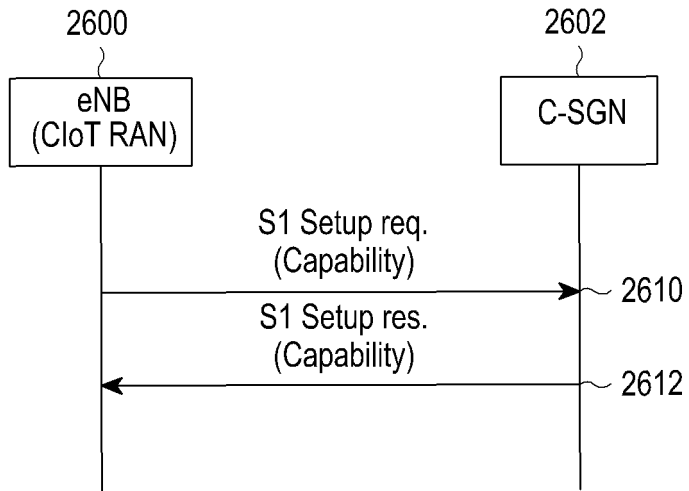 2600
2602
eNB
(CIoT RAN)
C-SGN
S1 Setup req.
(Capability)
2610
S1 Setup res.
(Capability)
2612